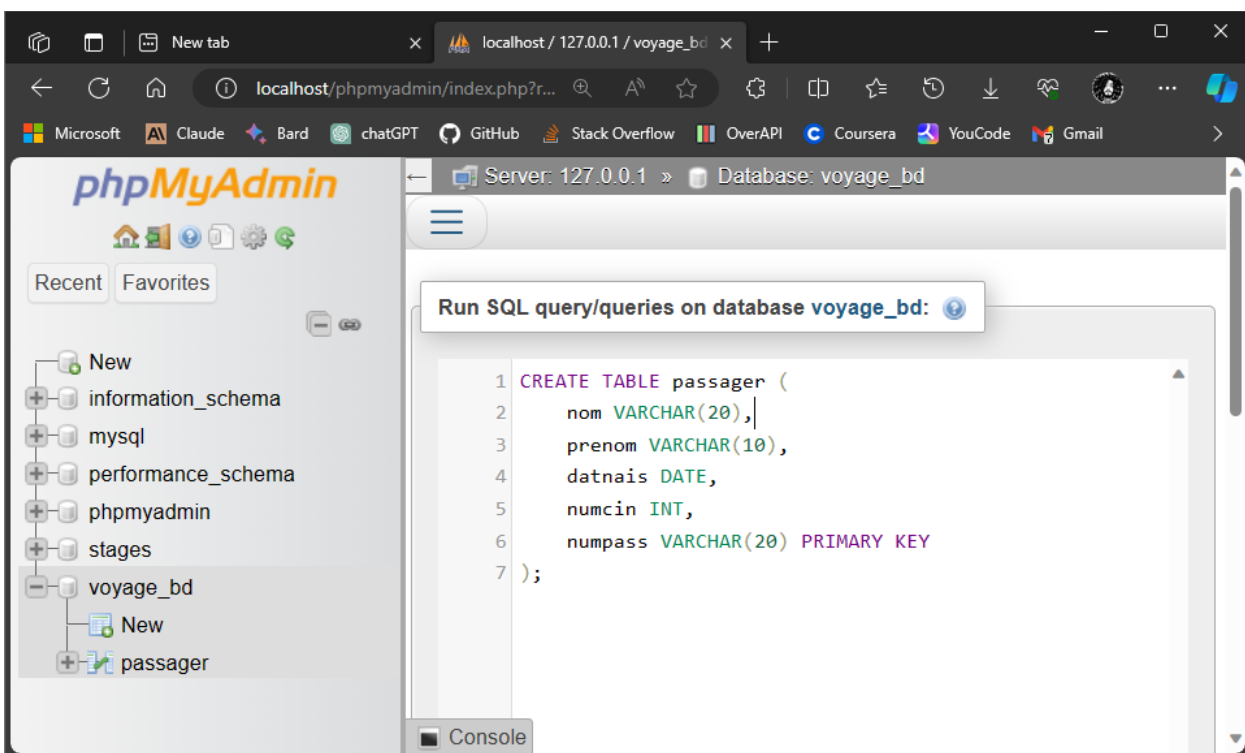 New tab
localhost / 127.0.0.1 / voyage_bd
localhost/phpmyadmin/index.php?r...
Microsoft Claude Bard chatGPT GitHub Stack Overflow OverAPI Coursera YouCode Gmail
phpMyAdmin
Recent Favorites
New
information_schema
mysql
performance_schema
phpmyadmin
stages
voyage_bd
New
passager
Server: 127.0.0.1 » Database: voyage_bd
Run SQL query/queries on database voyage_bd:
1 CREATE TABLE passager (
2 nom VARCHAR(20),
3 prenom VARCHAR(10),
4 datnais DATE,
5 numcin INT,
6 numpass VARCHAR(20) PRIMARY KEY
7 );
Console